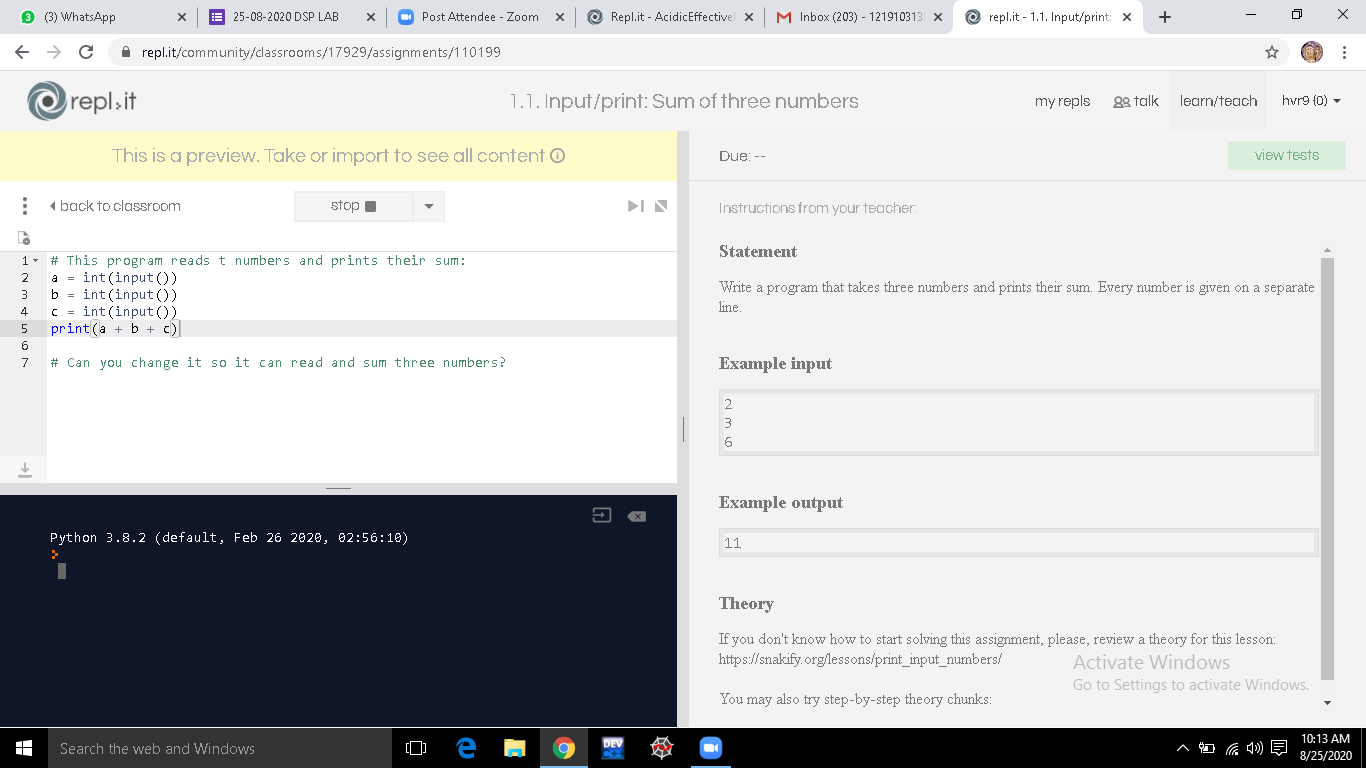 (3) WhatsApp
25-08-2020 DSP LAB
Post Attendee - Zoom
Repl.it - AcidicEffective
Inbox (203) - 121910313
repl.it - 1.1. Input/print:
repl.it/community/classrooms/17929/assignments/110199
repl.it
1.1. Input/print: Sum of three numbers
my repls
talk
learn/teach
hvr9 (0)
This is a preview. Take or import to see all content
Due: --
view tests
back to classroom
stop
Instructions from your teacher:
1 # This program reads t numbers and prints their sum:
2 a = int(input())
3 b = int(input())
4 c = int(input())
5 print(a + b + c)
6
7 # Can you change it so it can read and sum three numbers?
Python 3.8.2 (default, Feb 26 2020, 02:56:10)
Statement
Write a program that takes three numbers and prints their sum. Every number is given on a separate
line.
Example input
2
3
6
Example output
11
Theory
If you don't know how to start solving this assignment, please, review a theory for this lesson:
https://snakify.org/lessons/print_input_numbers/
You may also try step-by-step theory chunks:
Activate Windows
Go to Settings to activate Windows.
Search the web and Windows
DEV
10:13 AM
8/25/2020